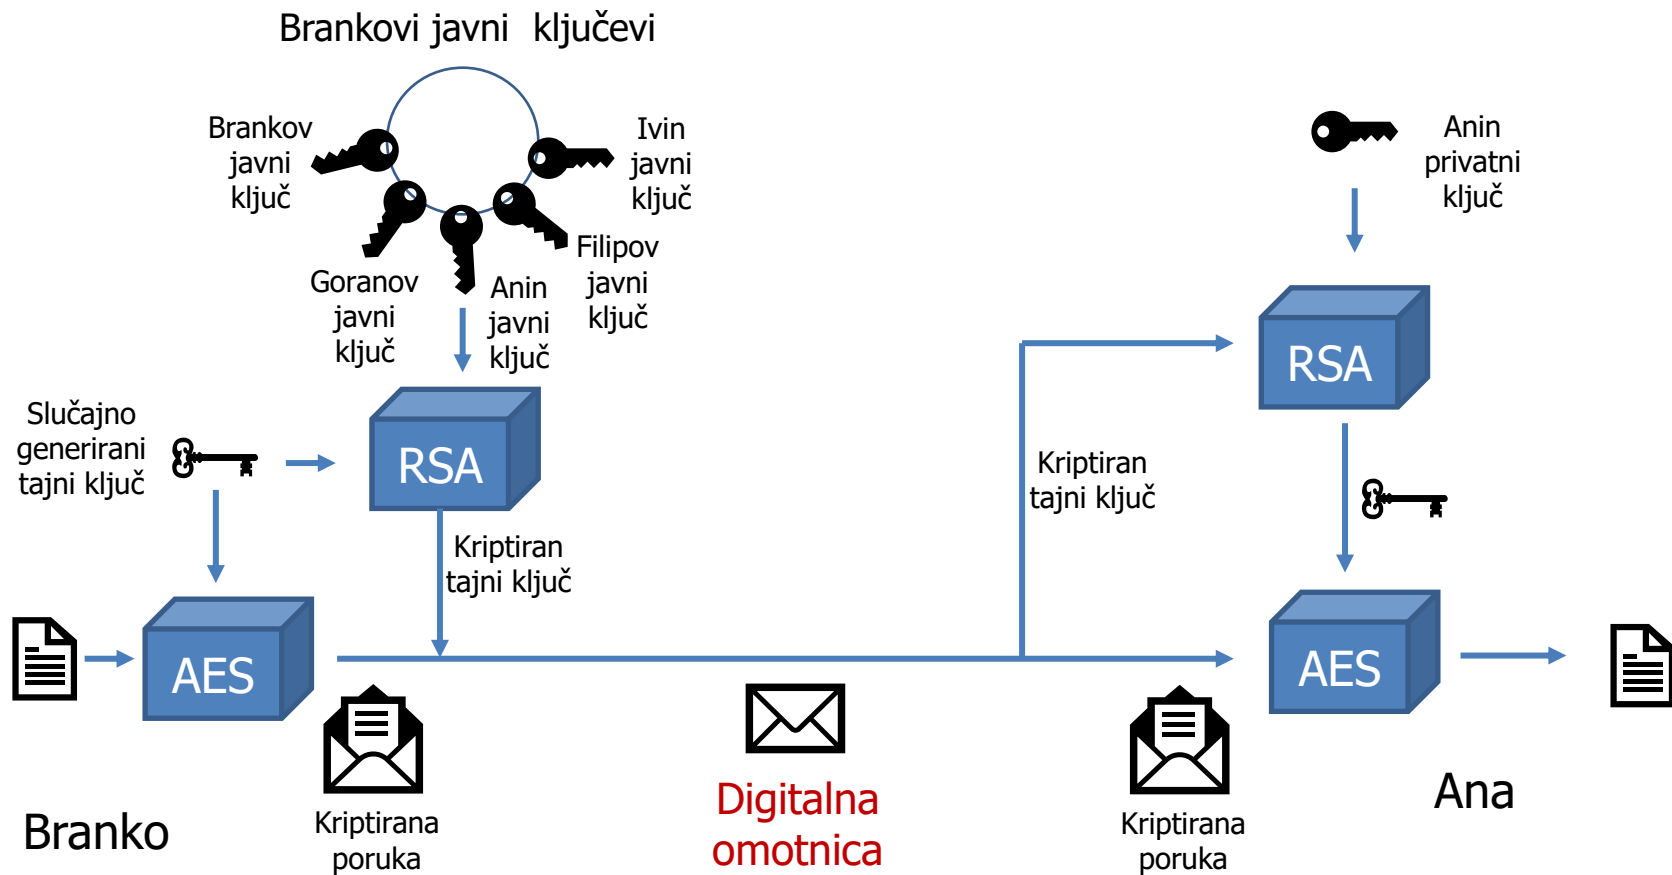 Brankovi javni  ključevi
Brankov
javni
ključ
Goranov
javni
ključ
Anin
javni
ključ
Filipov
javni
ključ
Ivin
javni
ključ
Anin
privatni
ključ
RSA
Slučajno
generirani
tajni ključ
RSA
Kriptiran
tajni ključ
Kriptiran
tajni ključ
AES
AES
Kriptirana
poruka
Digitalna
omotnica
Kriptirana
poruka
Branko
Ana